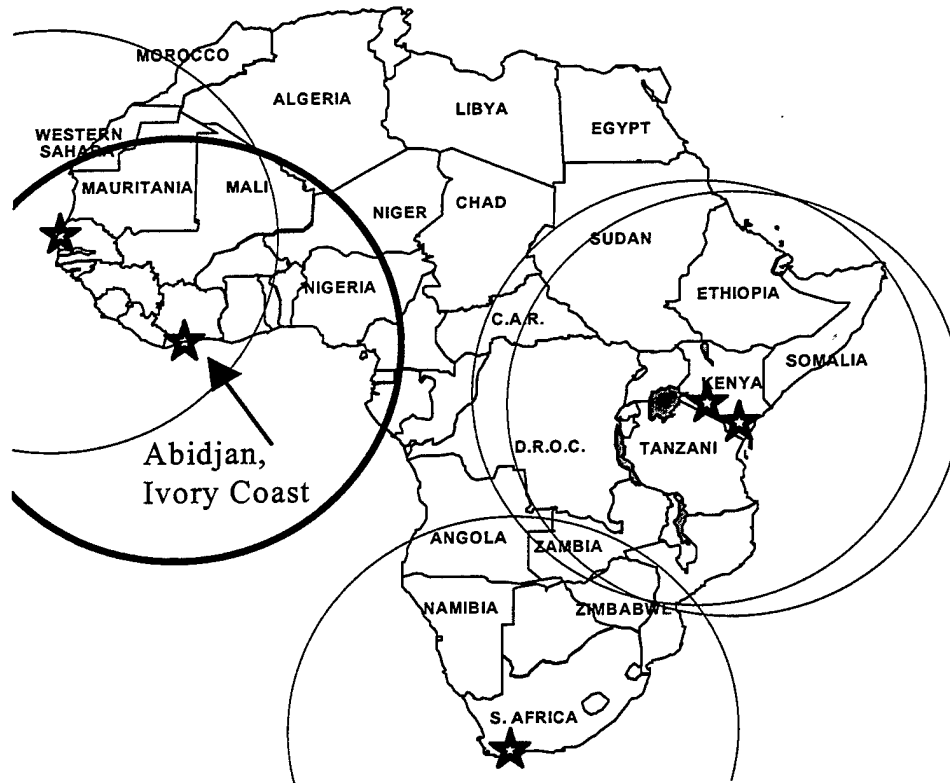 MOROCCO
ALGERIA
LIBYA
EGYPT
WESTERN
SAHARA
MAURITANIA
MALI
NIGER
CHAD
SUDAN
NIGERIA
ETHIOPIA
C.A.R.
SOMALIA
KENYA
D.R.O.C.
TANZANI
Abidjan,
Ivory Coast
ANGOLA
ZAMBIA
NAMIBIA
ZIMBABWE
S. AFRICA